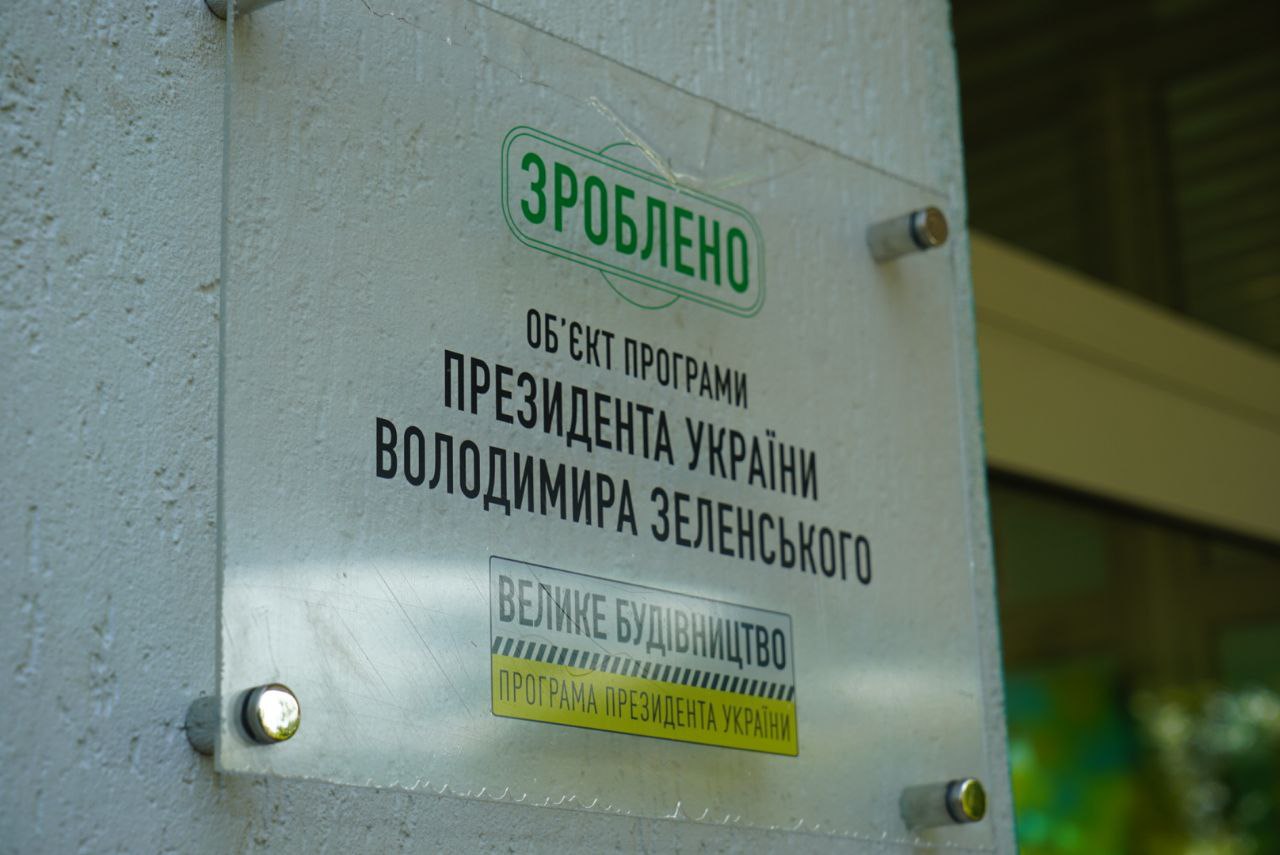 ЗРОБЛЕНО
ОБ'ЄКТ ПРОГРАМИ
ПРЕЗИДЕНТА УКРАЇНИ
ВОЛОДИМИРА ЗЕЛЕНСЬКОГО
ВЕЛИКЕ БУДІВНИЦТВО
ПРОГРАМА ПРЕЗИДЕНТА УКРАЇНИ